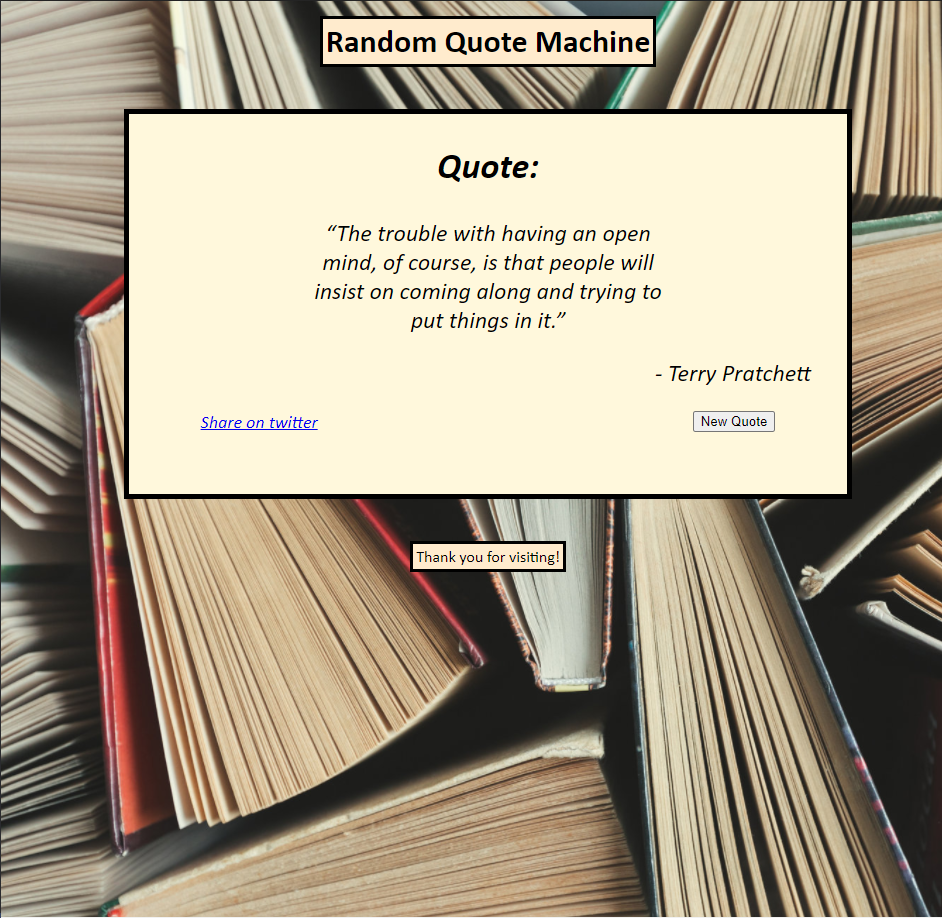 Random Quote Machine
Quote:
“The trouble with having an open
mind, of course, is that people will
insist on coming along and trying to
put things in it.”
- Terry Pratchett
Share on twitter
New Quote
Thank you for visiting!